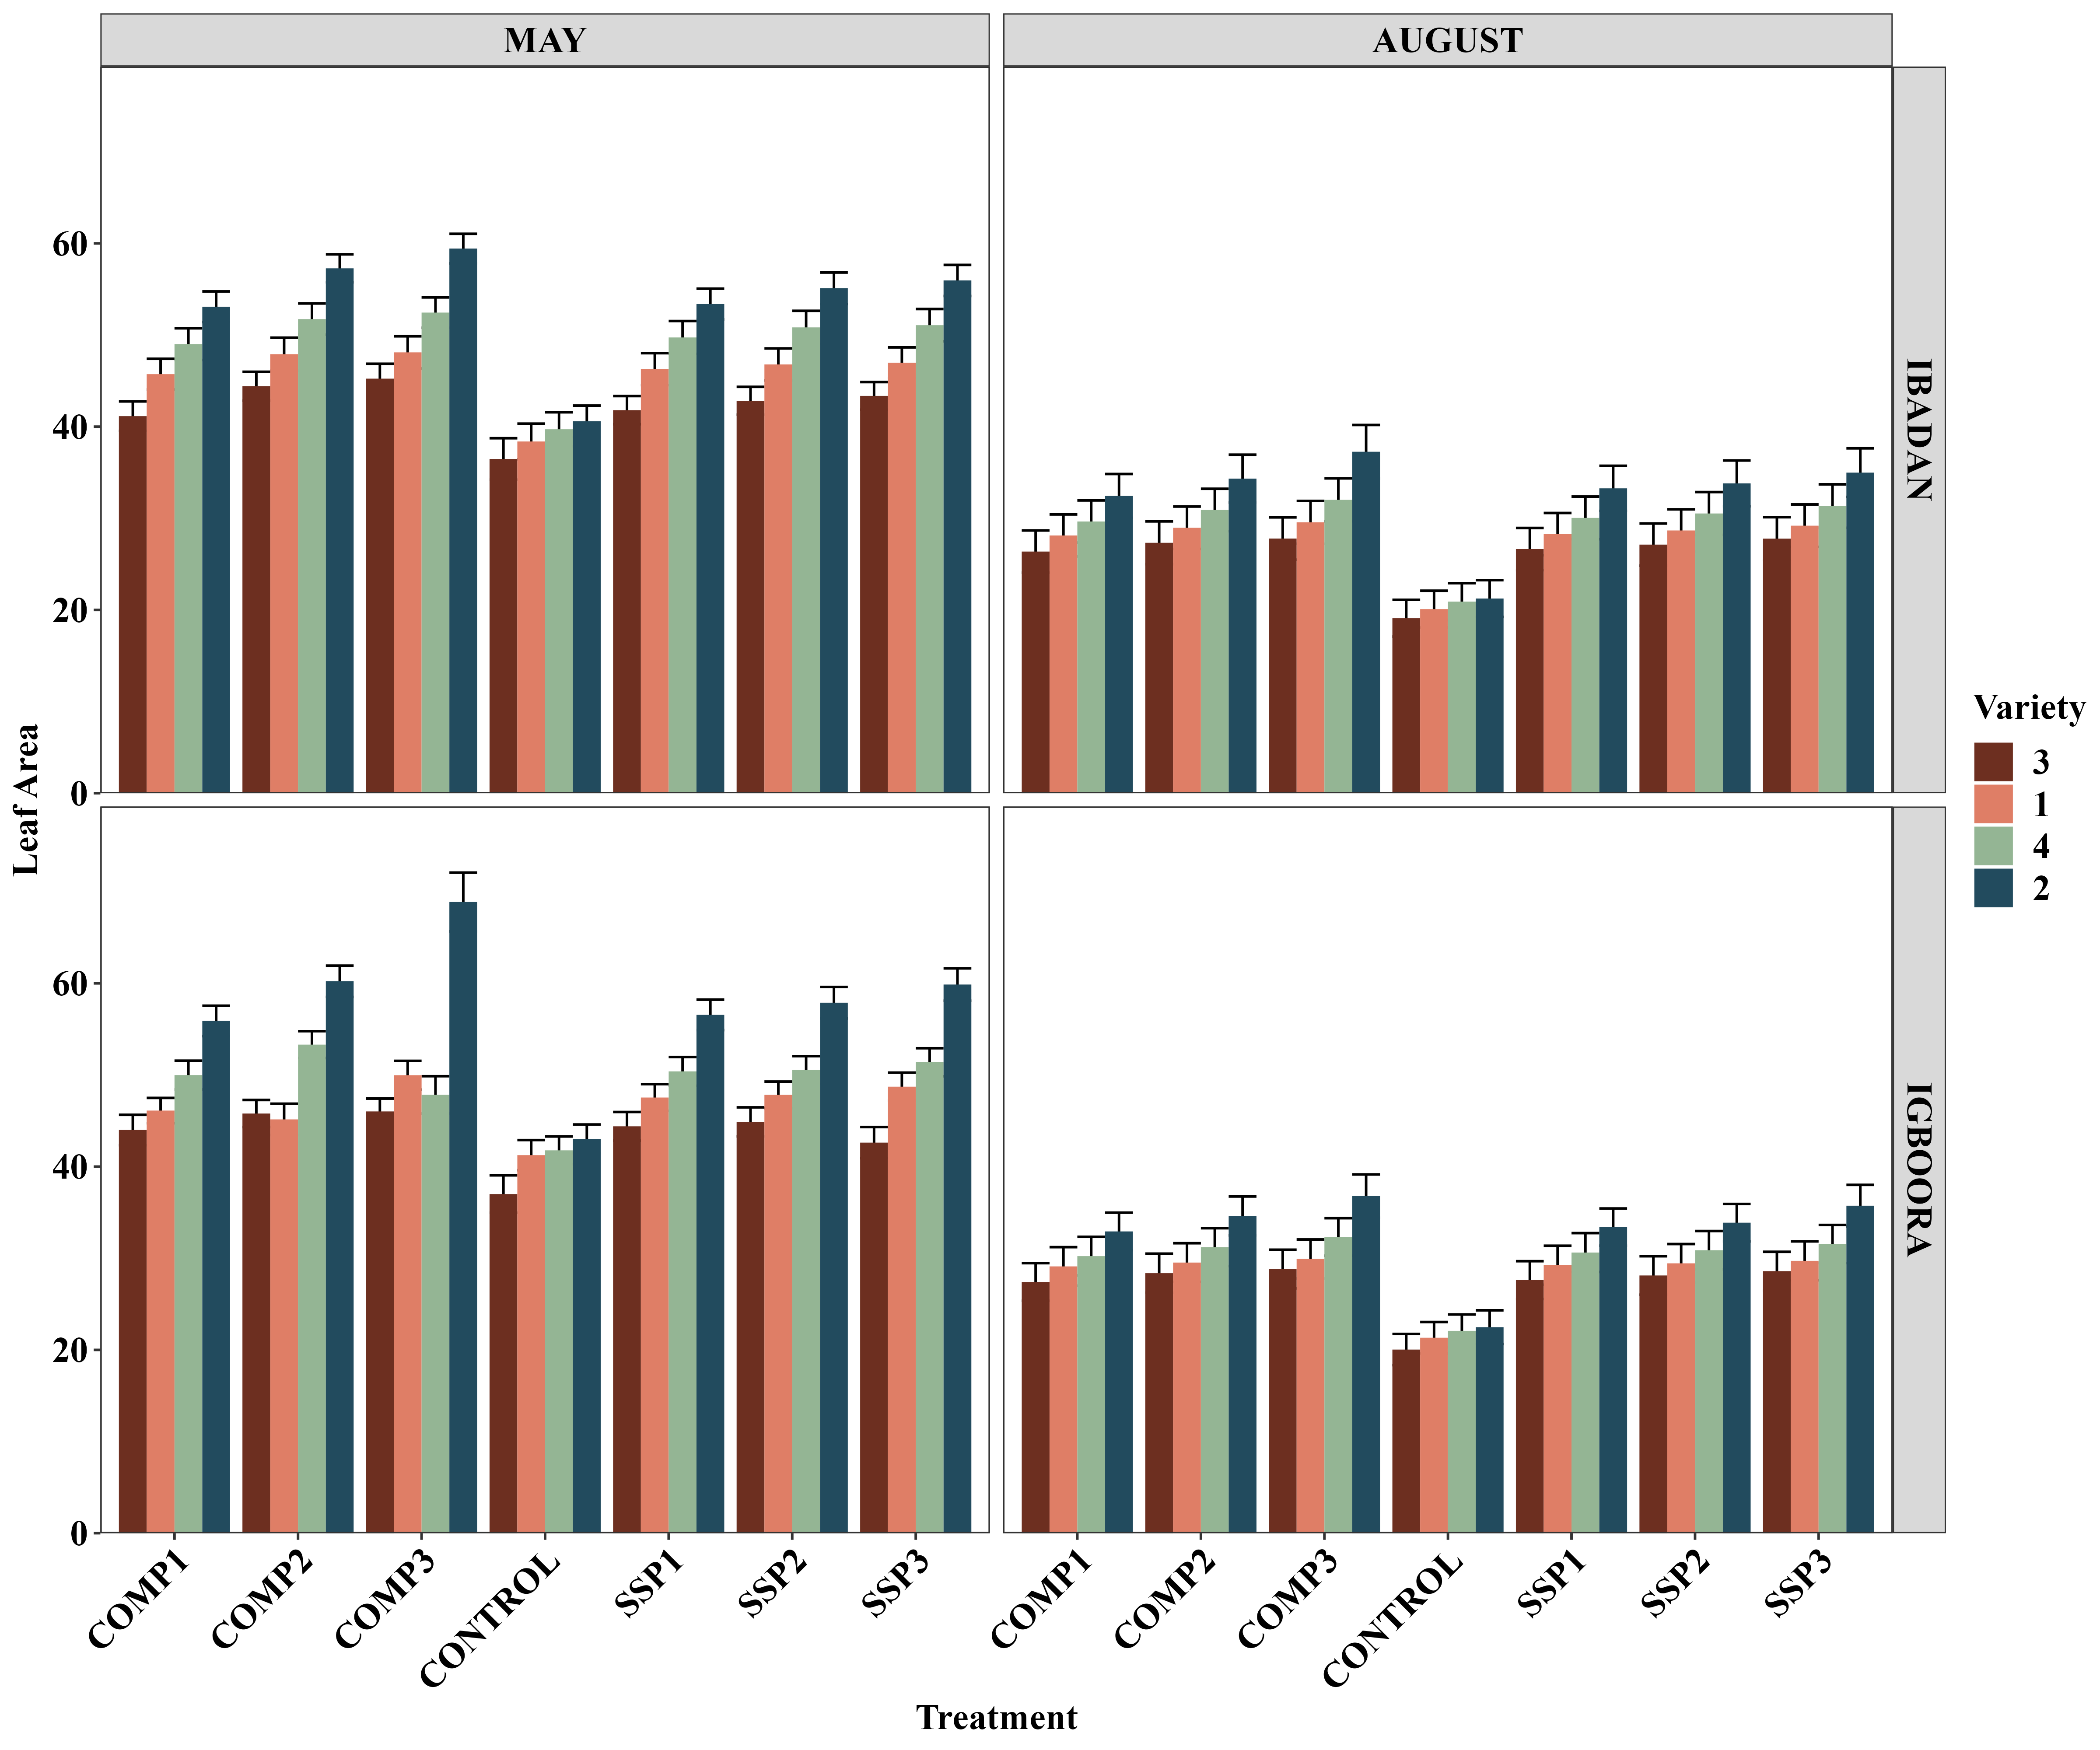 MAY
AUGUST
60
40
20
0
IBADAN
Leaf Area
60
40
20
0
IGBOORA
Variety
3
1
4
2
COMP1
COMP2
COMP3
CONTROL
SSP1
SSP2
SSP3
COMP1
COMP2
COMP3
CONTROL
SSP1
SSP2
SSP3
Treatment